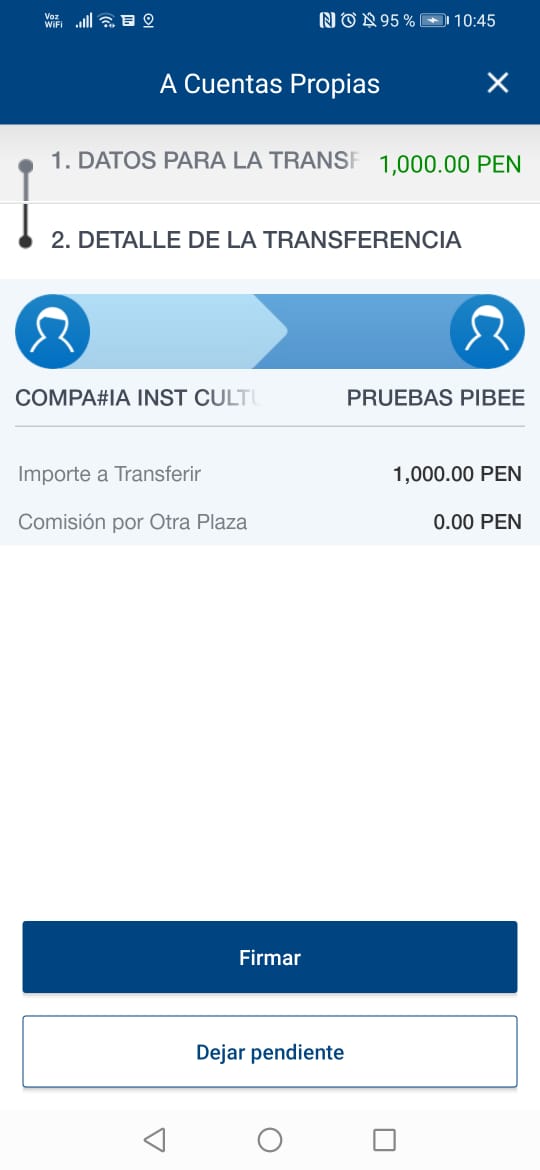 Voz WiFi 95 % 10:45
A Cuentas Propias
1. DATOS PARA LA TRANSF 1,000.00 PEN
2. DETALLE DE LA TRANSFERENCIA
COMPA#IA INST CULTU PRUEBAS PIBEE
Importe a Transferir 1,000.00 PEN
Comisión por Otra Plaza 0.00 PEN
Firmar
Dejar pendiente